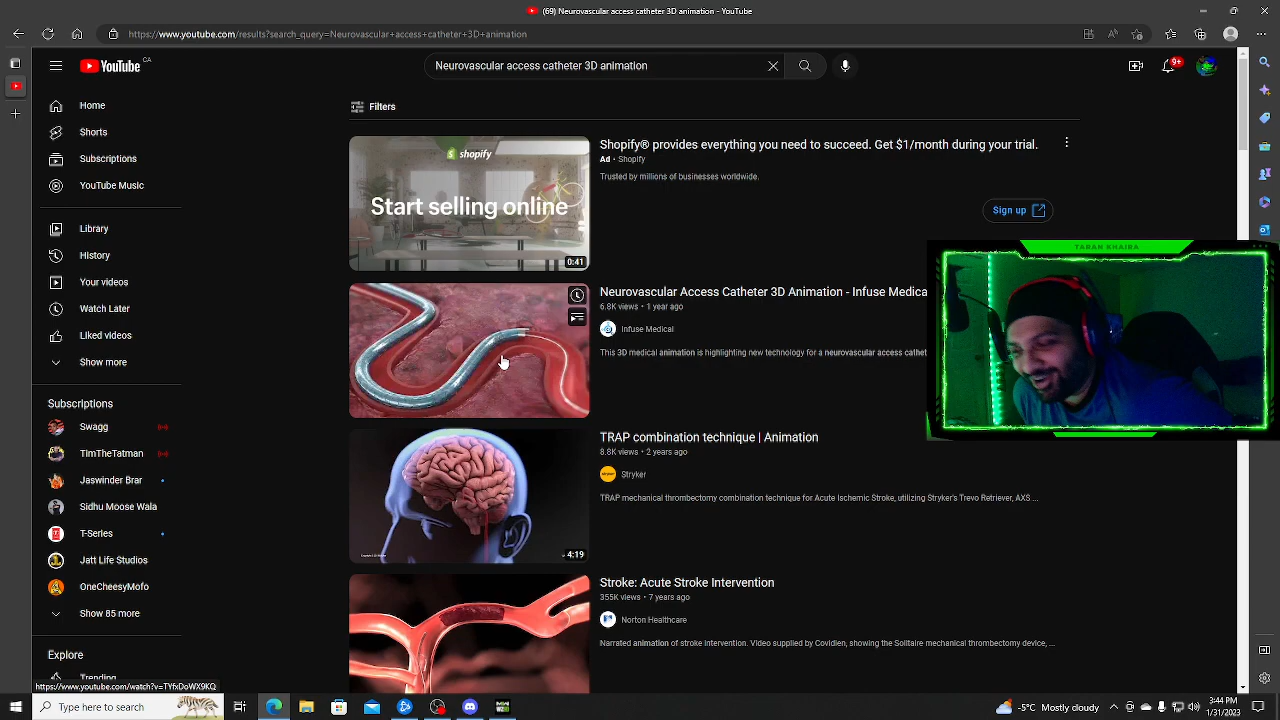 (69) Neurovascular access catheter 3D animation - YouTube
https://www.youtube.com/results?search_query=Neurovascular+access+catheter+3D+animation
YouTube CA
Neurovascular access catheter 3D animation
9+
Home
Shorts
Subscriptions
YouTube Music
Library
History
Your videos
Watch Later
Liked videos
Show more
Subscriptions
Swagg
TimTheTatman
Jaswinder Brar
Sidhu Moose Wala
T-Series
Jatt Life Studios
OneCheesyMofo
Show 85 more
Explore
Trending
Filters
shopify
Start selling online
0:41
Shopify® provides everything you need to succeed. Get $1/month during your trial.
Ad · Shopify
Trusted by millions of businesses worldwide.
Sign up
Neurovascular Access Catheter 3D Animation - Infuse Medica
6.8K views • 1 year ago
Infuse Medical
This 3D medical animation is highlighting new technology for a neurovascular access cathet
TARAN KHAIRA
4:19
TRAP combination technique | Animation
8.8K views • 2 years ago
Stryker
TRAP mechanical thrombectomy combination technique for Acute Ischemic Stroke, utilizing Stryker's Trevo Retriever, AXS ...
Stroke: Acute Stroke Intervention
355K views • 7 years ago
Norton Healthcare
Narrated animation of stroke intervention. Video supplied by Covidien, showing the Solitaire mechanical thrombectomy device, ...
https://www.youtube.com/watch?v=TYfxDoWX9KQ
Type here to search
-5°C Mostly cloudy
3:44 PM
1/31/2023